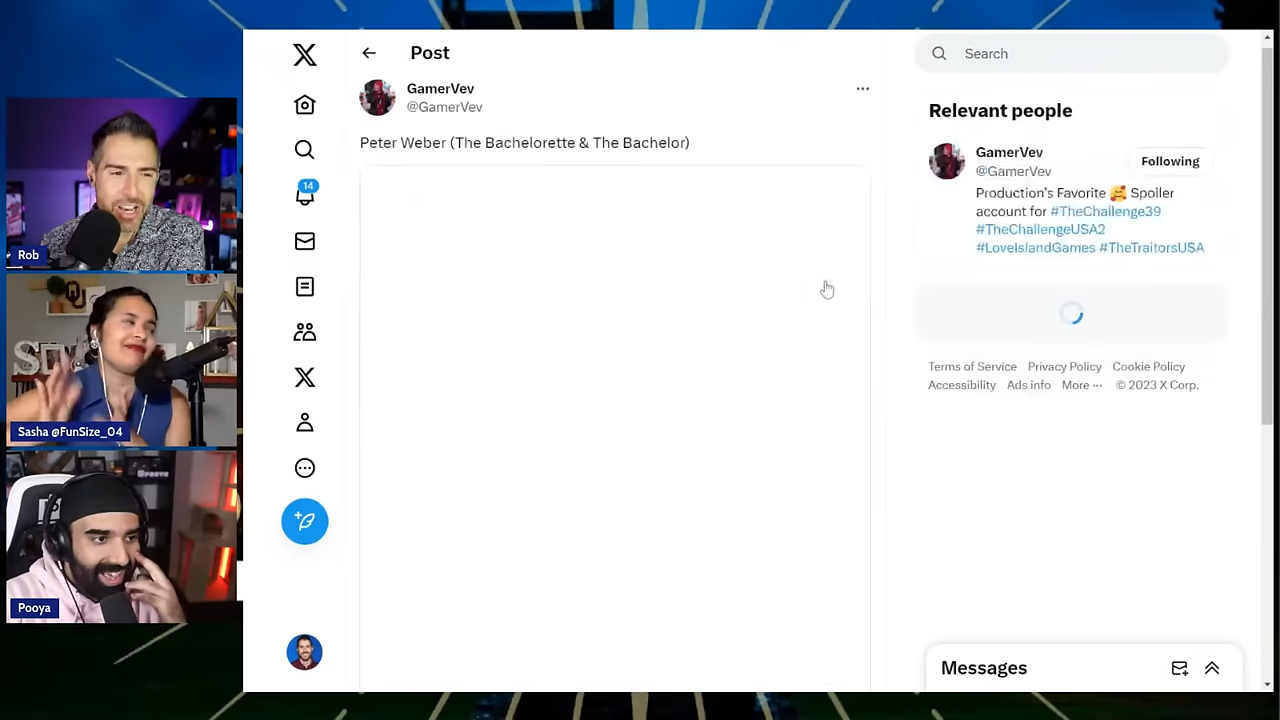 Post
GamerVev
@GamerVev
Peter Weber (The Bachelorette & The Bachelor)
14
Search
Relevant people
GamerVev
@GamerVev
Following
Production's Favorite 🥰 Spoiler
account for #TheChallenge39
#TheChallengeUSA2
#LoveIslandGames #TheTraitorsUSA
Terms of Service Privacy Policy Cookie Policy
Accessibility Ads info More ··· © 2023 X Corp.
Messages
Rob
Sasha @FunSize_04
Pooya